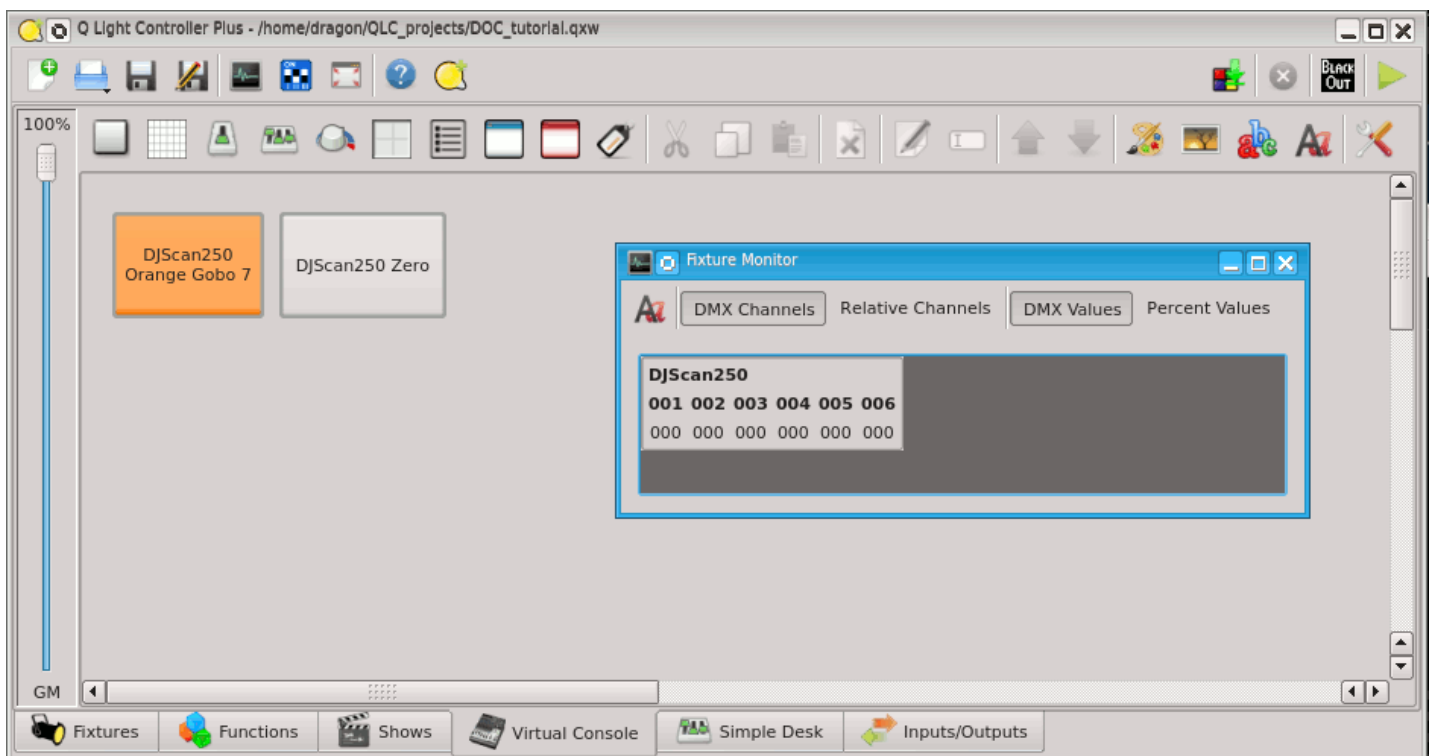 Q Light Controller Plus - /home/dragon/QLC_projects/DOC_tutorial.qxw
BLACK
OUT
100%
DJScan250
Orange Gobo 7
DJScan250 Zero
Fixture Monitor
DMX Channels Relative Channels DMX Values Percent Values
DJScan250
001 002 003 004 005 006
000 000 000 000 000 000
GM
Fixtures Functions Shows Virtual Console Simple Desk Inputs/Outputs